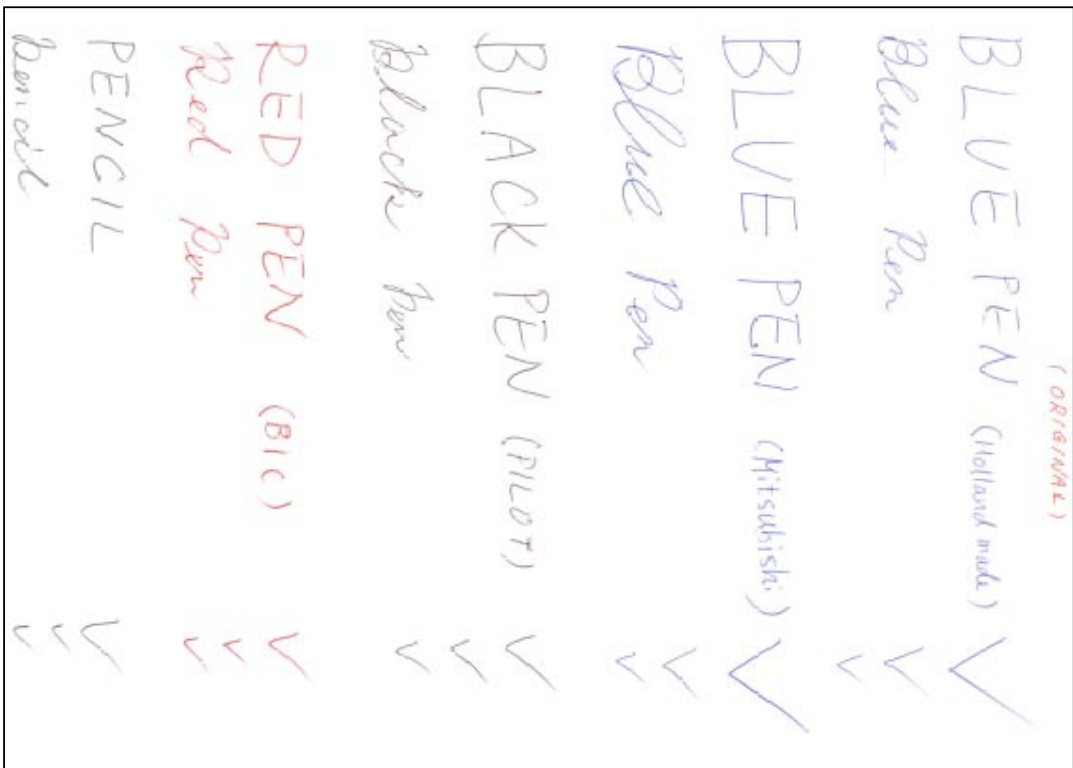 (ORIGINAL)
BLUE PEN (Holland made)
Blue Pen
BLUE PEN (Mitsubishi)
Blue Pen
BLACK PEN (PILOT)
Black Pen
RED PEN (BIC)
Red Pen
PENCIL
Pencil